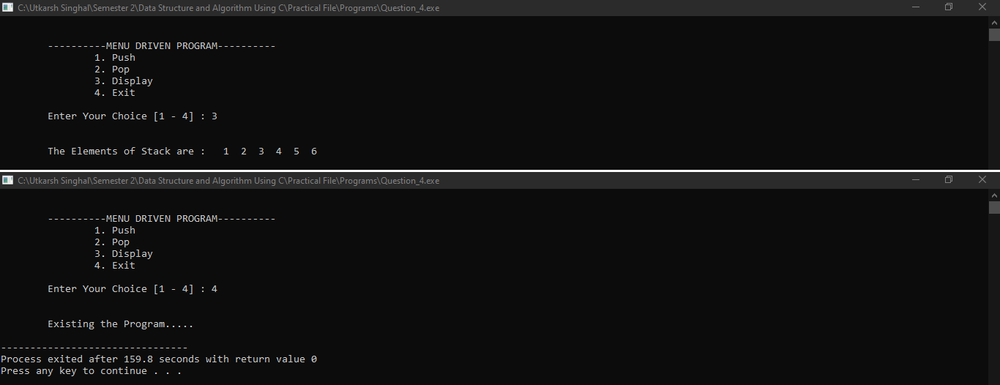 C:\Utkarsh Singhal\Semester 2\Data Structure and Algorithm Using C\Practical File\Programs\Question_4.exe
----------MENU DRIVEN PROGRAM----------
1. Push
2. Pop
3. Display
4. Exit
Enter Your Choice [1 - 4] : 3
The Elements of Stack are :   1  2  3  4  5  6
C:\Utkarsh Singhal\Semester 2\Data Structure and Algorithm Using C\Practical File\Programs\Question_4.exe
----------MENU DRIVEN PROGRAM----------
1. Push
2. Pop
3. Display
4. Exit
Enter Your Choice [1 - 4] : 4
Existing the Program.....
--------------------------------
Process exited after 159.8 seconds with return value 0
Press any key to continue . . .